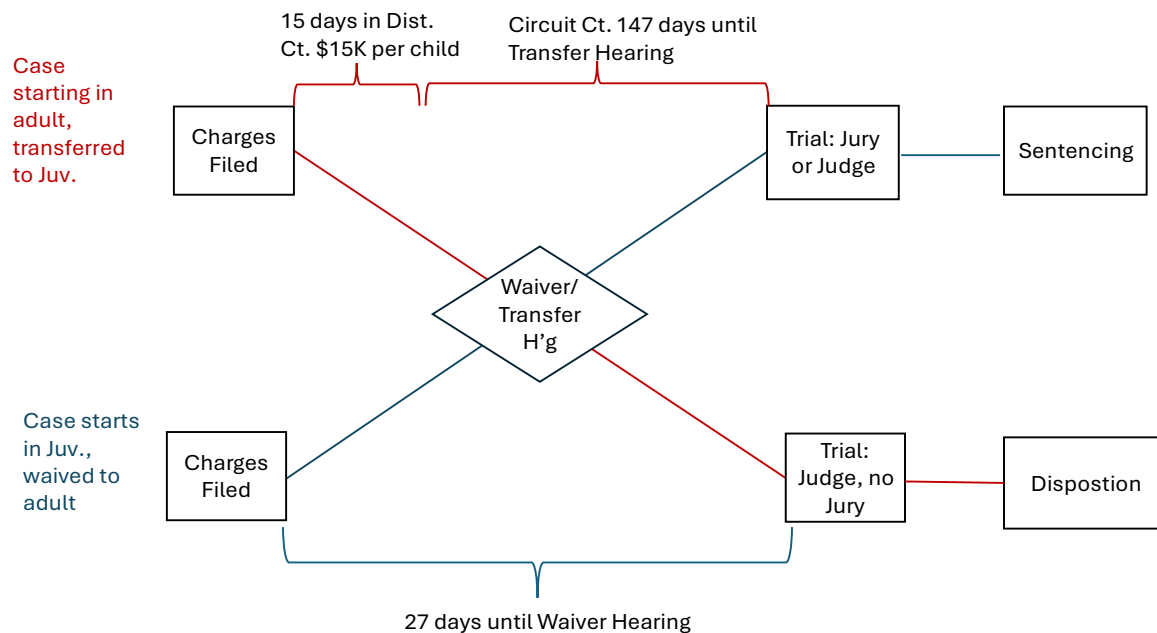 15 days in Dist.
Ct. $15K per child
Circuit Ct. 147 days until
Transfer Hearing
Case
starting in
adult,
transferred
to Juv.
Charges
Filed
Trial: Jury
or Judge
Sentencing
Waiver/
Transfer
H’g
Case starts
in Juv.,
waived to
adult
Charges
Filed
Trial:
Judge, no
Jury
Dispostion
27 days until Waiver Hearing